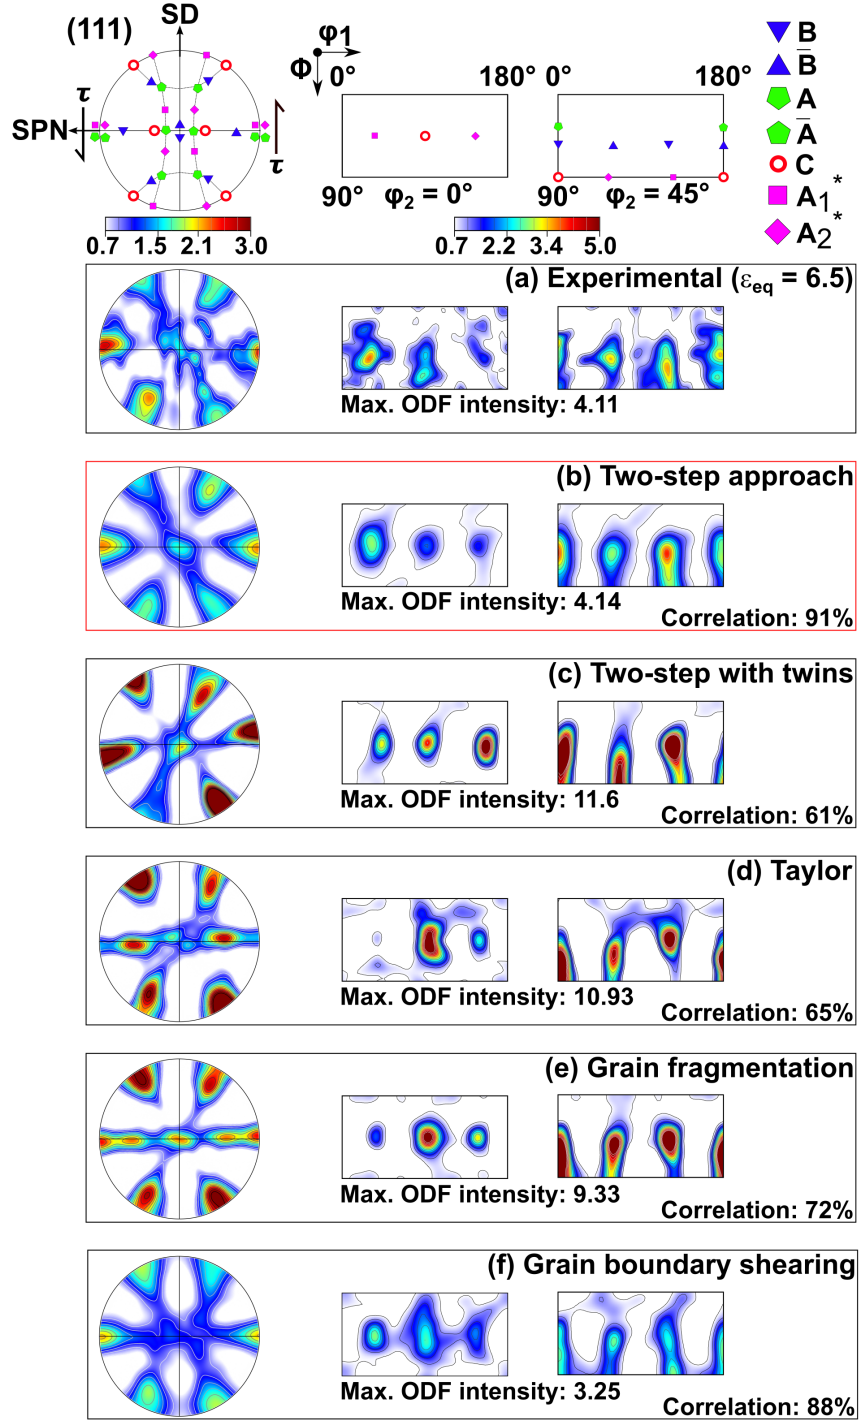 (111)
SD
SPN
τ
τ
φ1
Φ
0°
180°
90°
φ₂ = 0°
0°
180°
90°
φ₂ = 45°
B
B̅
A
A̅
C
A₁*
A₂*
0.7 1.5 2.1 3.0
0.7 2.2 3.4 5.0
(a) Experimental (εeq = 6.5)
Max. ODF intensity: 4.11
(b) Two-step approach
Max. ODF intensity: 4.14
Correlation: 91%
(c) Two-step with twins
Max. ODF intensity: 11.6
Correlation: 61%
(d) Taylor
Max. ODF intensity: 10.93
Correlation: 65%
(e) Grain fragmentation
Max. ODF intensity: 9.33
Correlation: 72%
(f) Grain boundary shearing
Max. ODF intensity: 3.25
Correlation: 88%